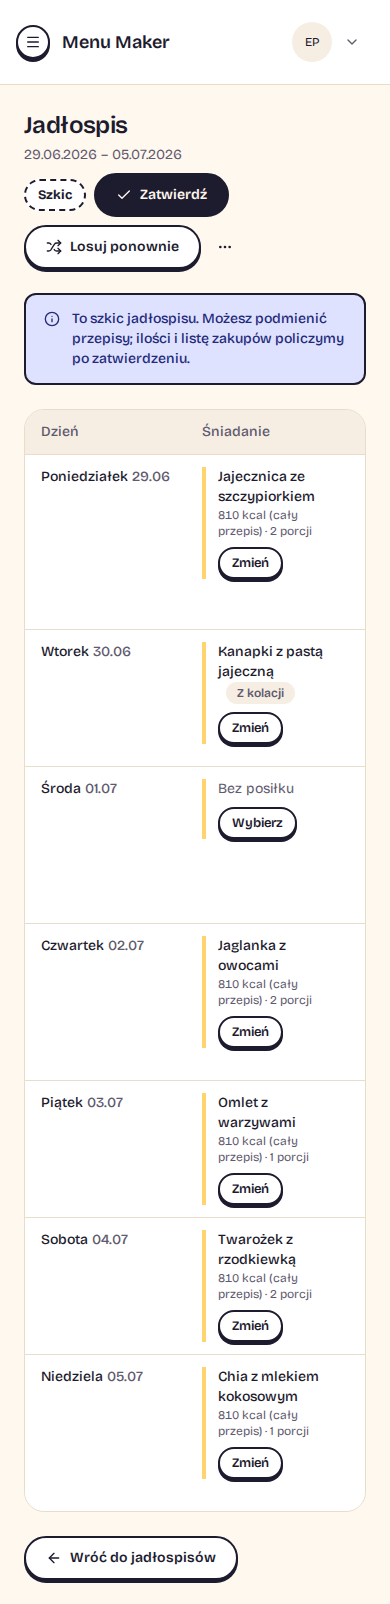 Menu Maker
EP
Jadłospis
29.06.2026 – 05.07.2026
Szkic
Zatwierdź
Losuj ponownie
To szkic jadłospisu. Możesz podmienić
przepisy; ilości i listę zakupów policzymy
po zatwierdzeniu.
Dzień
Śniadanie
Poniedziałek 29.06
Jajecznica ze
szczypiorkiem
810 kcal (cały
przepis) · 2 porcji
Zmień
Wtorek 30.06
Kanapki z pastą
jajeczną
Z kolacji
Zmień
Środa 01.07
Bez posiłku
Wybierz
Czwartek 02.07
Jaglanka z
owocami
810 kcal (cały
przepis) · 2 porcji
Zmień
Piątek 03.07
Omlet z
warzywami
810 kcal (cały
przepis) · 1 porcji
Zmień
Sobota 04.07
Twarożek z
rzodkiewką
810 kcal (cały
przepis) · 2 porcji
Zmień
Niedziela 05.07
Chia z mlekiem
kokosowym
810 kcal (cały
przepis) · 1 porcji
Zmień
Wróć do jadłospisów